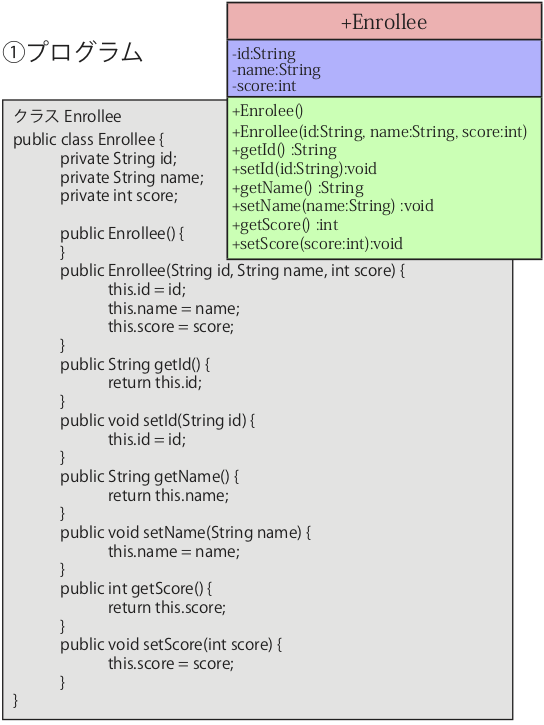 ①プログラム
+Enrollee
-id:String
-name:String
-score:int
+Enrolee()
+Enrollee(id:String, name:String, score:int)
+getId() :String
+setId(id:String):void
+getName() :String
+setName(name:String) :void
+getScore() :int
+setScore(score:int):void
クラス Enrollee
public class Enrollee {
private String id;
private String name;
private int score;
public Enrollee() {
}
public Enrollee(String id, String name, int score) {
this.id = id;
this.name = name;
this.score = score;
}
public String getId() {
return this.id;
}
public void setId(String id) {
this.id = id;
}
public String getName() {
return this.name;
}
public void setName(String name) {
this.name = name;
}
public int getScore() {
return this.score;
}
public void setScore(int score) {
this.score = score;
}
}